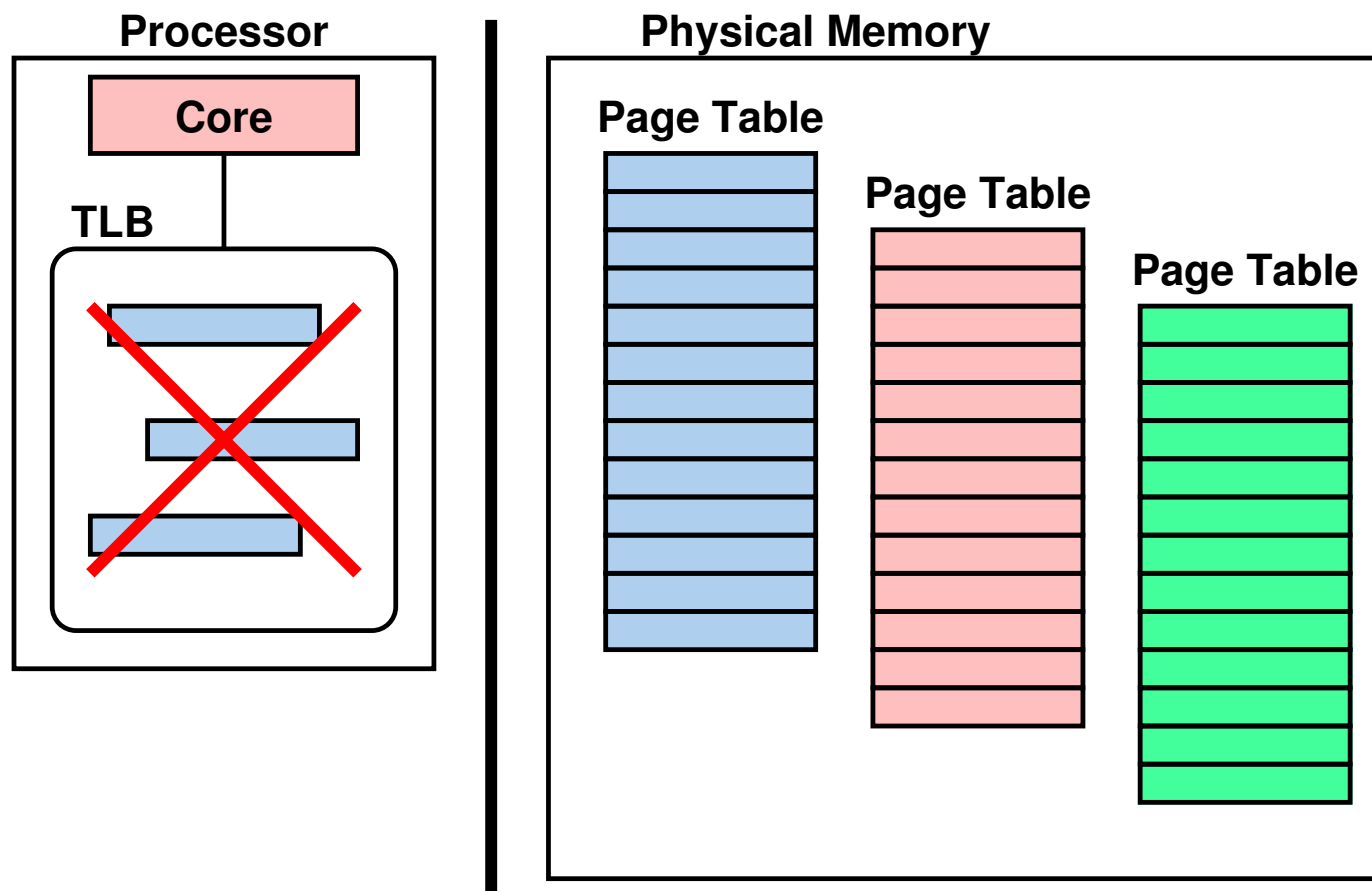 Processor
Core
TLB
Physical Memory
Page Table
Page Table
Page Table